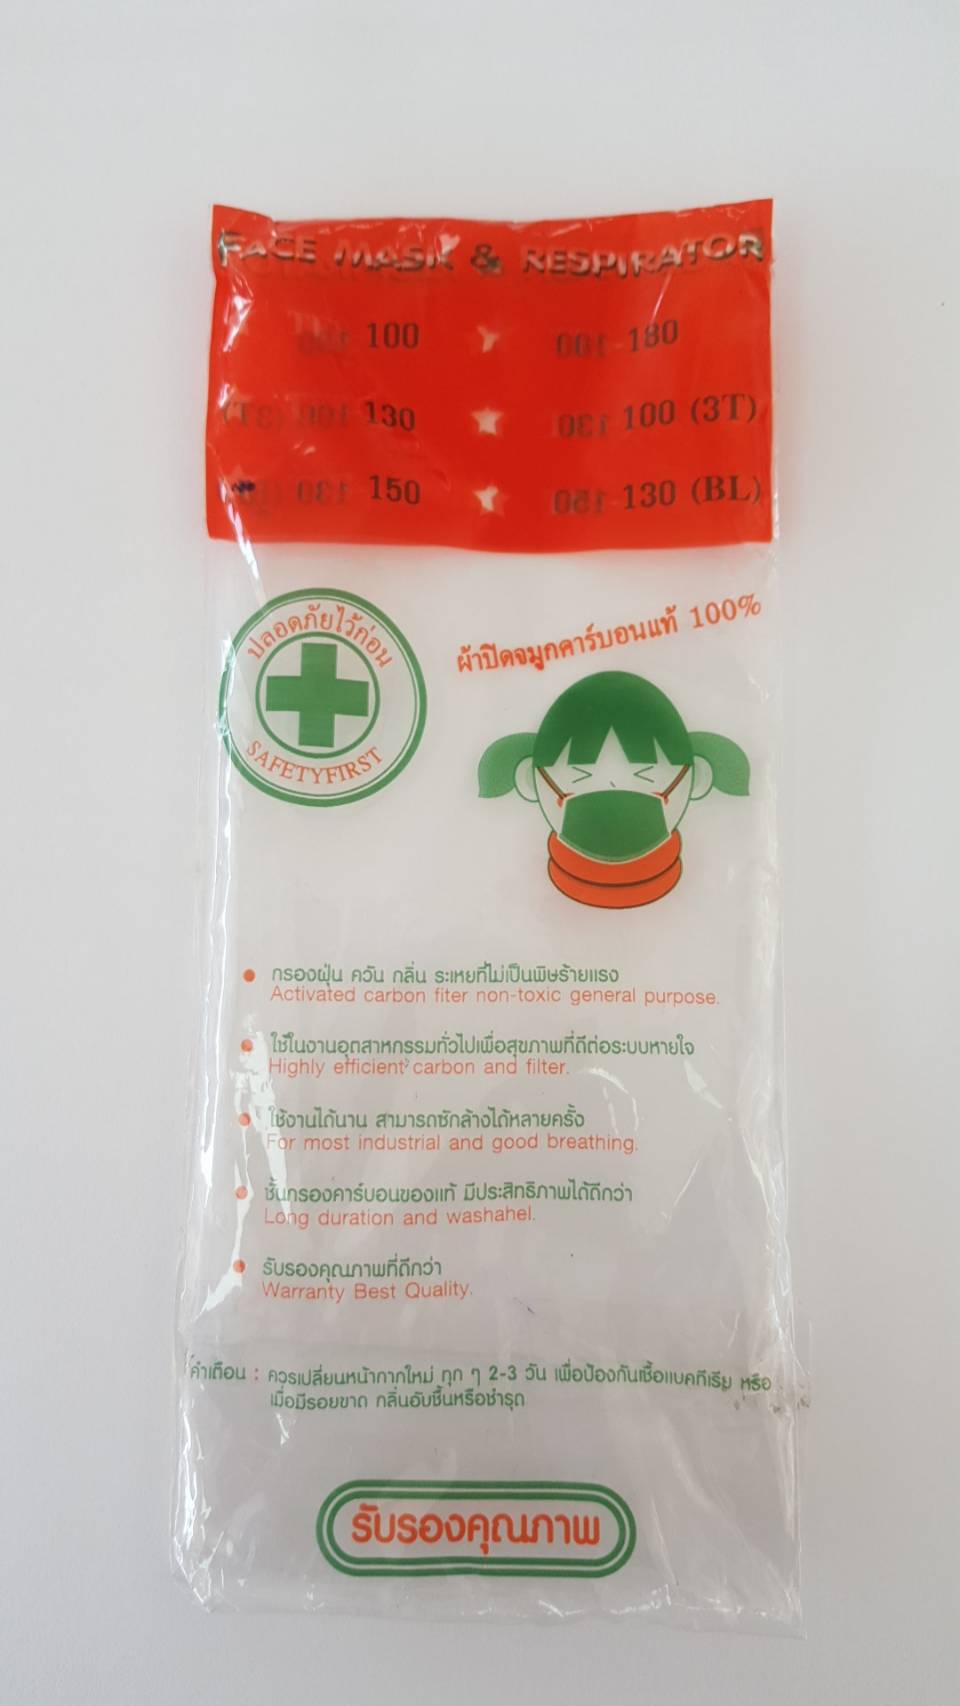 FACE MASK & RESPIRATOR
100 180
130 100 (3T)
150 130 (BL)
ปลอดภัยไว้ก่อน
SAFETYFIRST
ผ้าปิดจมูกคาร์บอนแท้ 100%
กรองฝุ่น ควัน กลิ่น ระเหยที่ไม่เป็นพิษร้ายแรง
Activated carbon fiter non-toxic general purpose.
ใช้ในงานอุตสาหกรรมทั่วไปเพื่อสุขภาพที่ดีต่อระบบหายใจ
Highly efficient carbon and filter.
ใช้งานได้นาน สามารถซักล้างได้หลายครั้ง
For most industrial and good breathing.
ชั้นกรองคาร์บอนของแท้ มีประสิทธิภาพได้ดีกว่า
Long duration and washahel.
รับรองคุณภาพที่ดีกว่า
Warranty Best Quality.
คำเตือน : ควรเปลี่ยนหน้ากากใหม่ ทุก ๆ 2-3 วัน เพื่อป้องกันเชื้อแบคทีเรีย หรือ
เมื่อมีรอยขาด กลิ่นอับชื้นหรือชำรุด
รับรองคุณภาพ